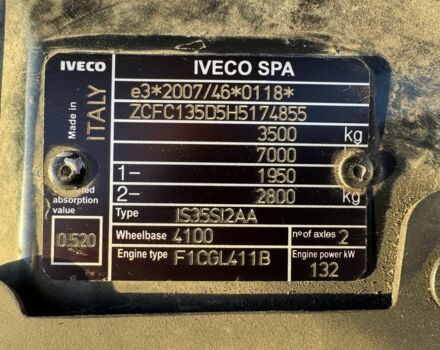 IVECO
IVECO SPA
Made in ITALY
e3*2007/46*0118*
ZCFC135D5H5174855
3500 kg
7000 kg
1- 1950 kg
2- 2800 kg
absorption
value
0.520
Type IS35SI2AA
Wheelbase 4100
nº of axles 2
Engine type F1CGL411B
Engine power kW
132